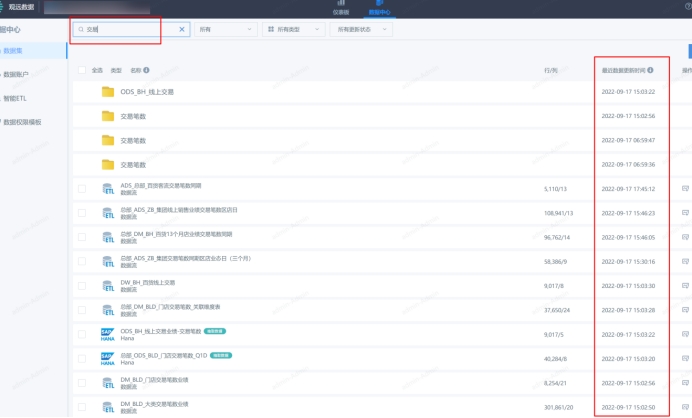 观远数据
仪表板
数据中心
据中心
交易
所有
所有类型
所有更新状态
数据集
数据账户
智能ETL
数据权限模板
全选 类型 名称
行/列
最近数据更新时间
操作
ODS_BH_线上交易
2022-09-17 15:03:22
交易笔数
2022-09-17 15:02:56
交易笔数
2022-09-17 06:59:47
交易笔数
2022-09-17 06:59:36
ADS_总部_百货客流交易笔数同期
数据流
5,110/13
2022-09-17 17:45:12
总部_ADS_ZB_集团线上销售业绩交易笔数区店日
数据流
108,941/13
2022-09-17 15:46:23
总部_DM_BH_百货13个月店业绩交易笔数同期
数据流
96,762/14
2022-09-17 15:46:05
总部_ADS_ZB_集团交易笔数同期区店业态日（三个月）
数据流
58,386/9
2022-09-17 15:30:16
DW_BH_百货线上交易
数据流
9,017/8
2022-09-17 15:03:30
总部_DM_BLD_门店交易笔数_关联维度表
数据流
37,650/24
2022-09-17 15:03:28
ODS_BH_线上交易业绩-交易笔数
Hana
9,017/5
2022-09-17 15:03:22
总部_ODS_BLD_门店交易笔数_Q1D
Hana
40,284/8
2022-09-17 15:03:20
DM_BLD_门店交易笔数业绩
数据流
8,254/21
2022-09-17 15:02:56
DM_BLD_大类交易笔数业绩
数据流
301,861/20
2022-09-17 15:02:50